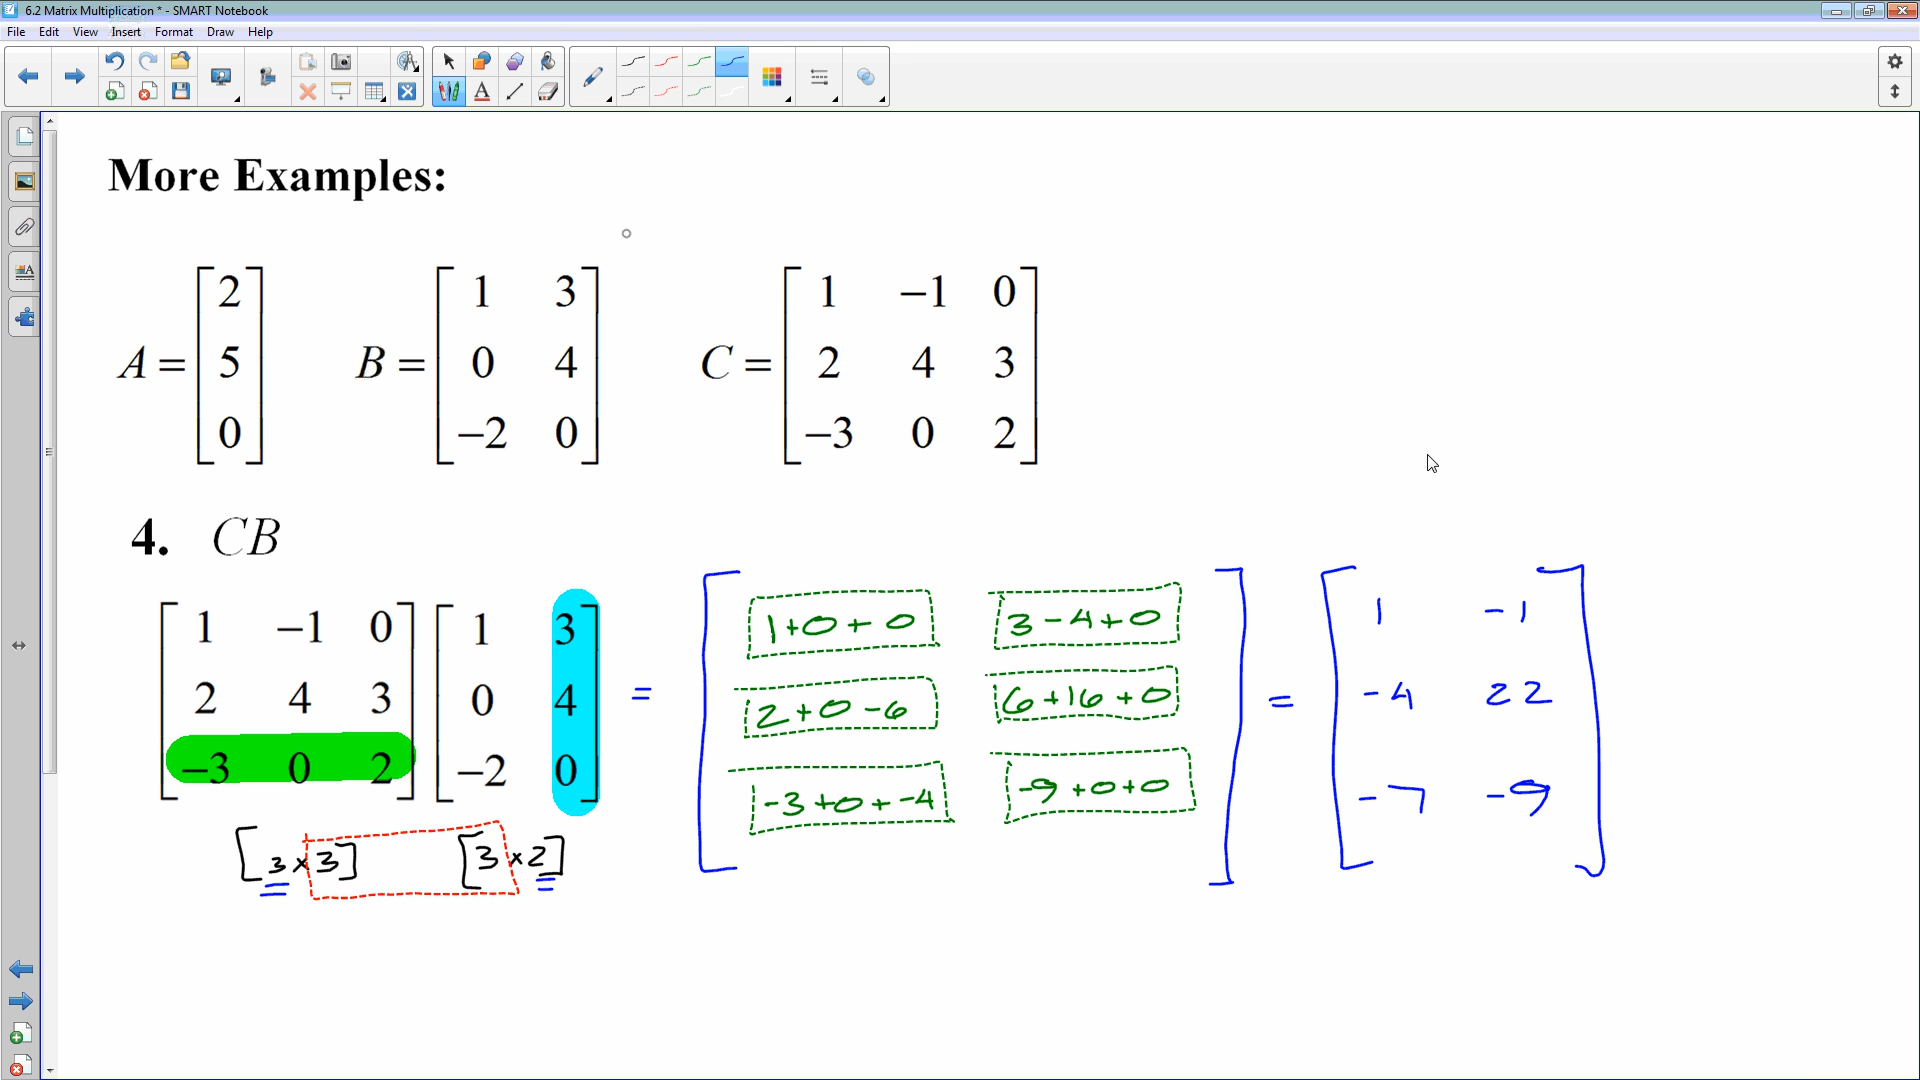 6.2 Matrix Multiplication * - SMART Notebook
File Edit View Insert Format Draw Help
More Examples:
A = [2 5 0] B = [1 3 0 4 −2 0] C = [1 −1 0 2 4 3 −3 0 2]
4. CB
[1 −1 0] [1 3] = [1+0+0 3-4+0] = [1 -1]
[2 4 3] [0 4] [2+0-6 6+16+0] [-4 22]
[−3 0 2] [−2 0] [-3+0+-4 -9+0+0] [-7 -9]
[3×3] [3×2]